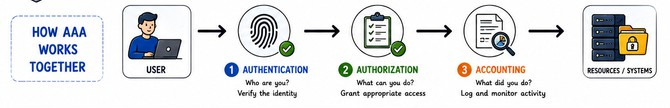 HOW AAA
WORKS
TOGETHER
USER
1 AUTHENTICATION
Who are you?
Verify the identity
2 AUTHORIZATION
What can you do?
Grant appropriate access
3 ACCOUNTING
What did you do?
Log and monitor activity
RESOURCES / SYSTEMS